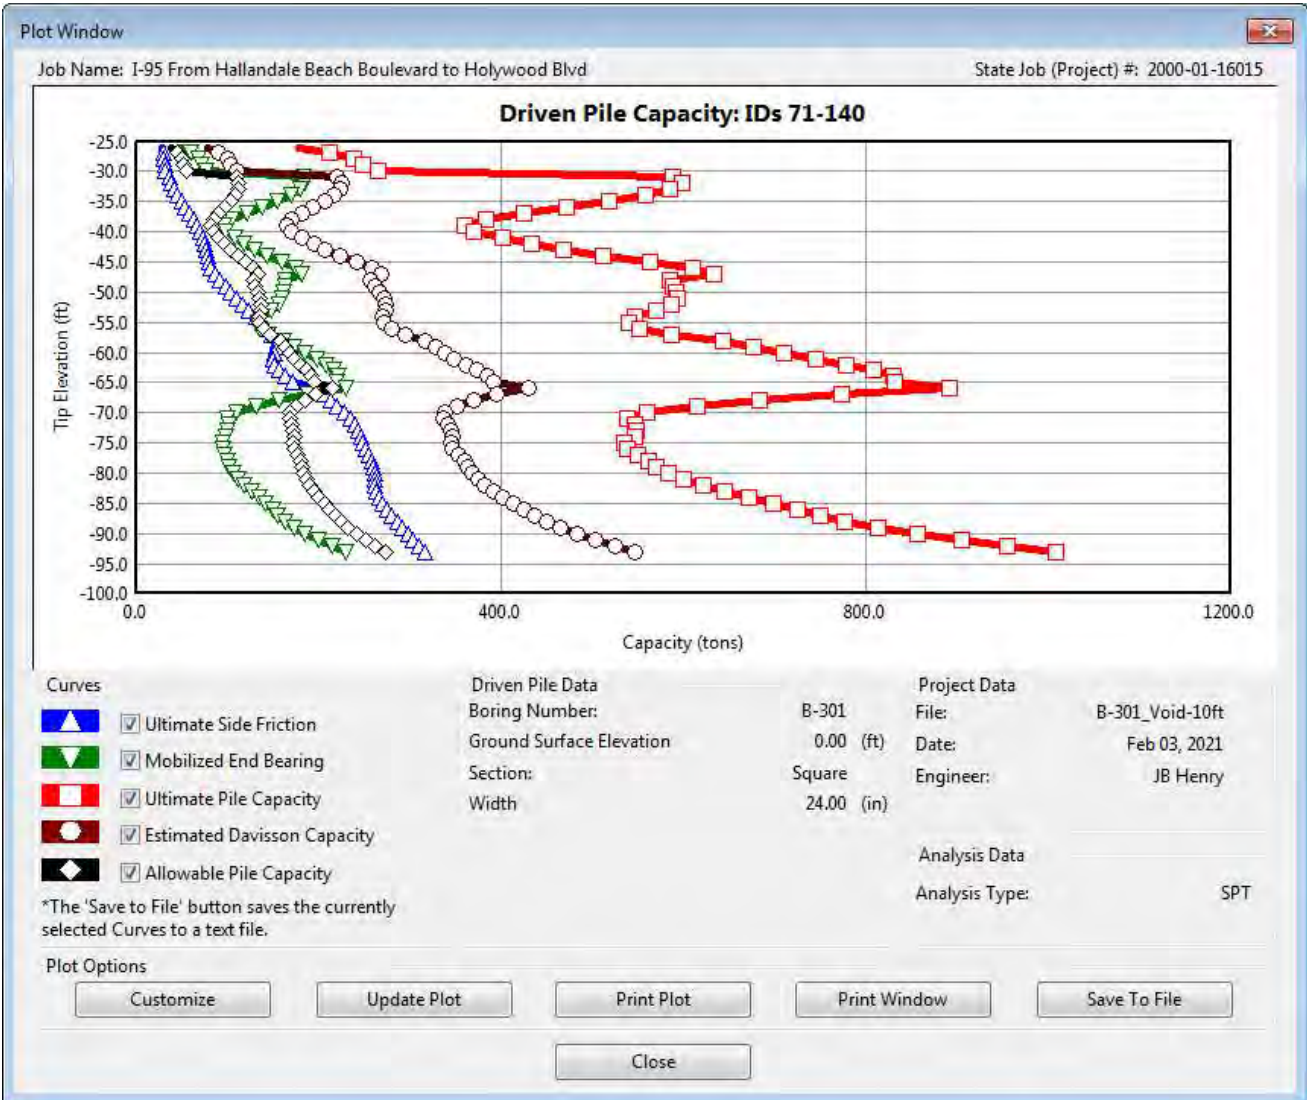 Plot Window
Job Name: I-95 From Hallandale Beach Boulevard to Holywood Blvd State Job (Project) #: 2000-01-16015
Driven Pile Capacity: IDs 71-140
-25.0
-30.0
-35.0
-40.0
-45.0
-50.0
-55.0
-60.0
-65.0
-70.0
-75.0
-80.0
-85.0
-90.0
-95.0
-100.0
Tip Elevation (ft)
0.0 400.0 800.0 1200.0
Capacity (tons)
Curves
Ultimate Side Friction
Mobilized End Bearing
Ultimate Pile Capacity
Estimated Davisson Capacity
Allowable Pile Capacity
*The 'Save to File' button saves the currently
selected Curves to a text file.
Driven Pile Data
Boring Number: B-301
Ground Surface Elevation 0.00 (ft)
Section: Square
Width 24.00 (in)
Project Data
File: B-301_Void-10ft
Date: Feb 03, 2021
Engineer: JB Henry
Analysis Data
Analysis Type: SPT
Plot Options
Customize Update Plot Print Plot Print Window Save To File
Close